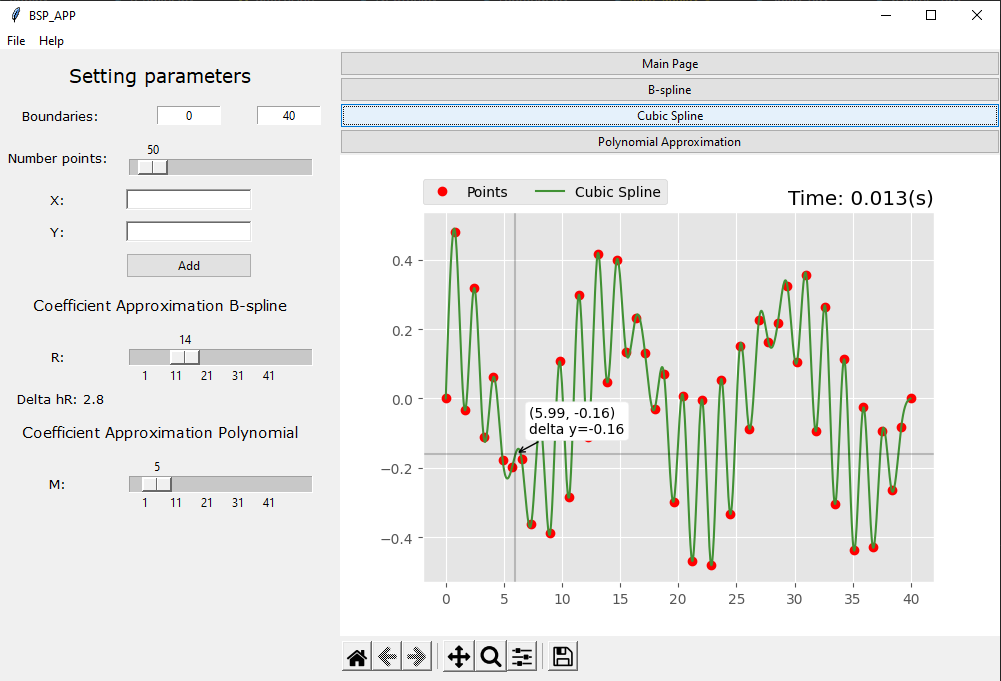 BSP_APP
File Help
Setting parameters
Boundaries: 0 40
Number points: 50
X:
Y:
Add
Coefficient Approximation B-spline
14
R:
1 11 21 31 41
Delta hR: 2.8
Coefficient Approximation Polynomial
5
M:
1 11 21 31 41
Main Page
B-spline
Cubic Spline
Polynomial Approximation
Points Cubic Spline
Time: 0.013(s)
0.4
0.2
0.0
(5.99, -0.16)
delta y=-0.16
−0.2
−0.4
0 5 10 15 20 25 30 35 40